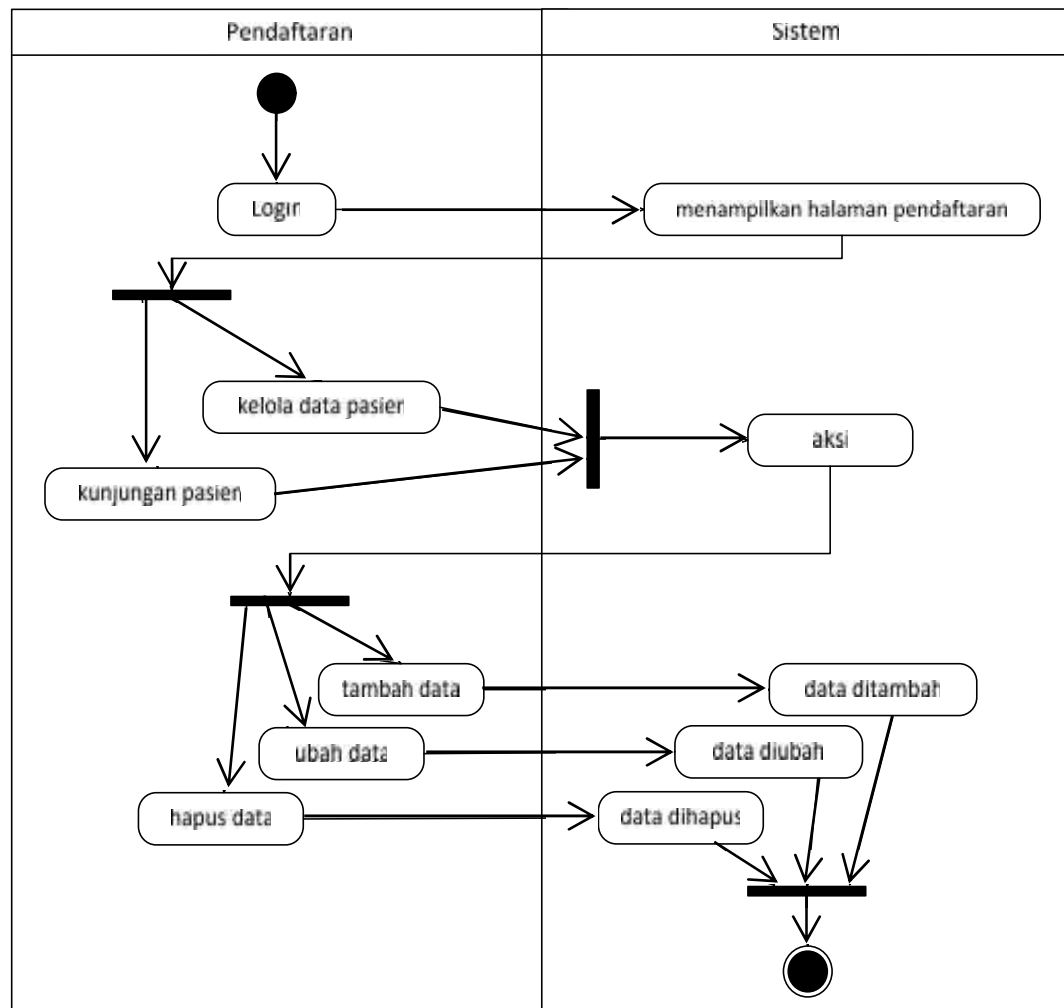 Pendaftaran
Sistem
Login
menampilkan halaman pendaftaran
kelola data pasien
aksi
kunjungan pasien
tambah data
data ditambah
ubah data
data diubah
hapus data
data dihapus